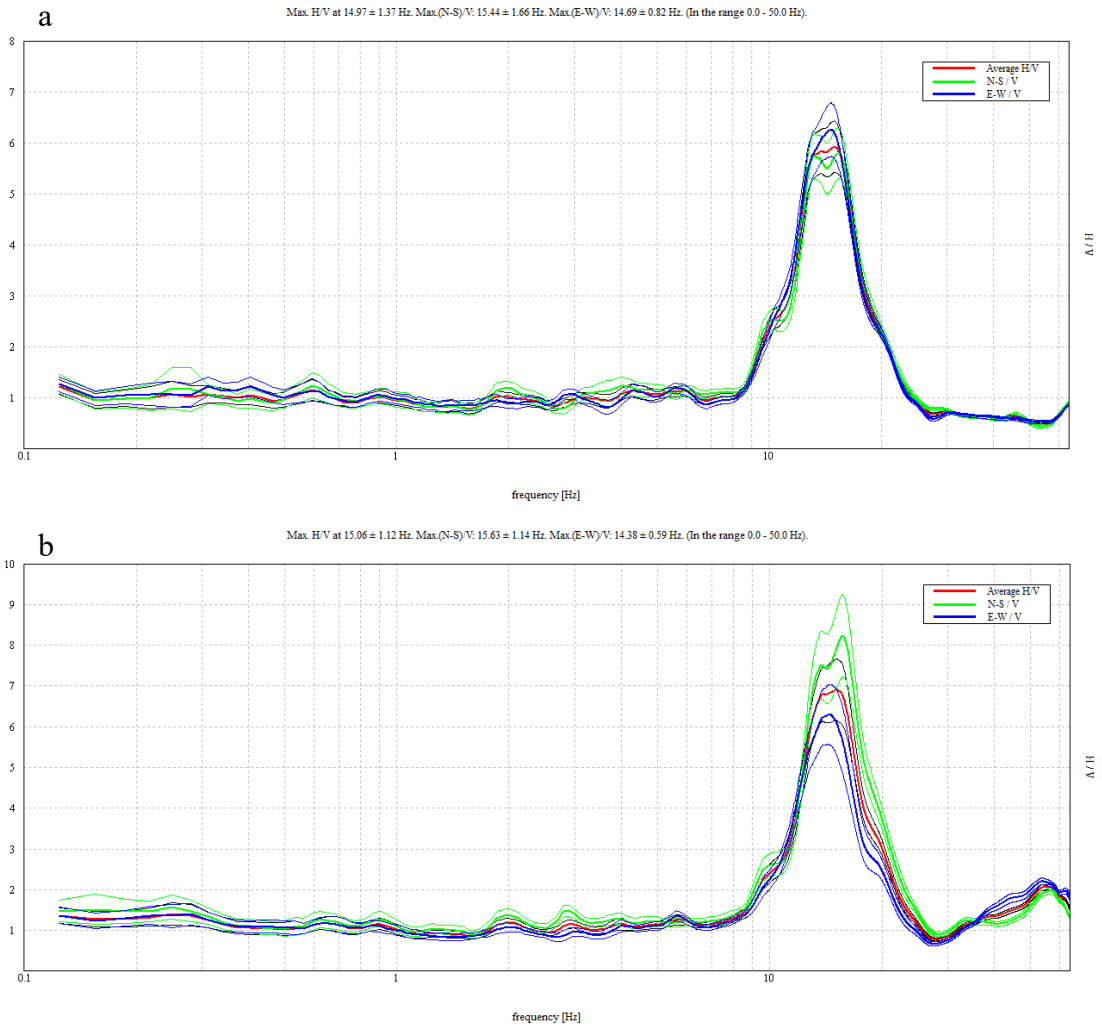 a
Max. H/V at 14.97 ± 1.37 Hz. Max.(N-S)/V: 15.44 ± 1.66 Hz. Max.(E-W)/V: 14.69 ± 0.82 Hz. (In the range 0.0 - 50.0 Hz).
8
Average H/V
N-S / V
E-W / V
7
6
5
4
H / V
3
2
1
0.1 1 10
frequency [Hz]
b
Max. H/V at 15.06 ± 1.12 Hz. Max.(N-S)/V: 15.63 ± 1.14 Hz. Max.(E-W)/V: 14.38 ± 0.59 Hz. (In the range 0.0 - 50.0 Hz).
10
Average H/V
N-S / V
E-W / V
9
8
7
6
5
H / V
4
3
2
1
0.1 1 10
frequency [Hz]